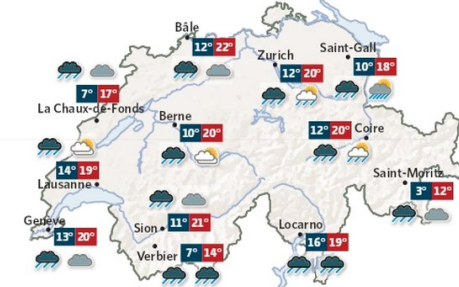 Bâle
12° 22°
Zurich
12° 20°
Saint-Gall
10° 18°
7° 17°
La Chaux-de-Fonds
Berne
10° 20°
12° 20°
Coire
14° 19°
Lausanne
Saint-Moritz
3° 12°
Genève
13° 20°
Sion
11° 21°
Verbier
7° 14°
Locarno
16° 19°